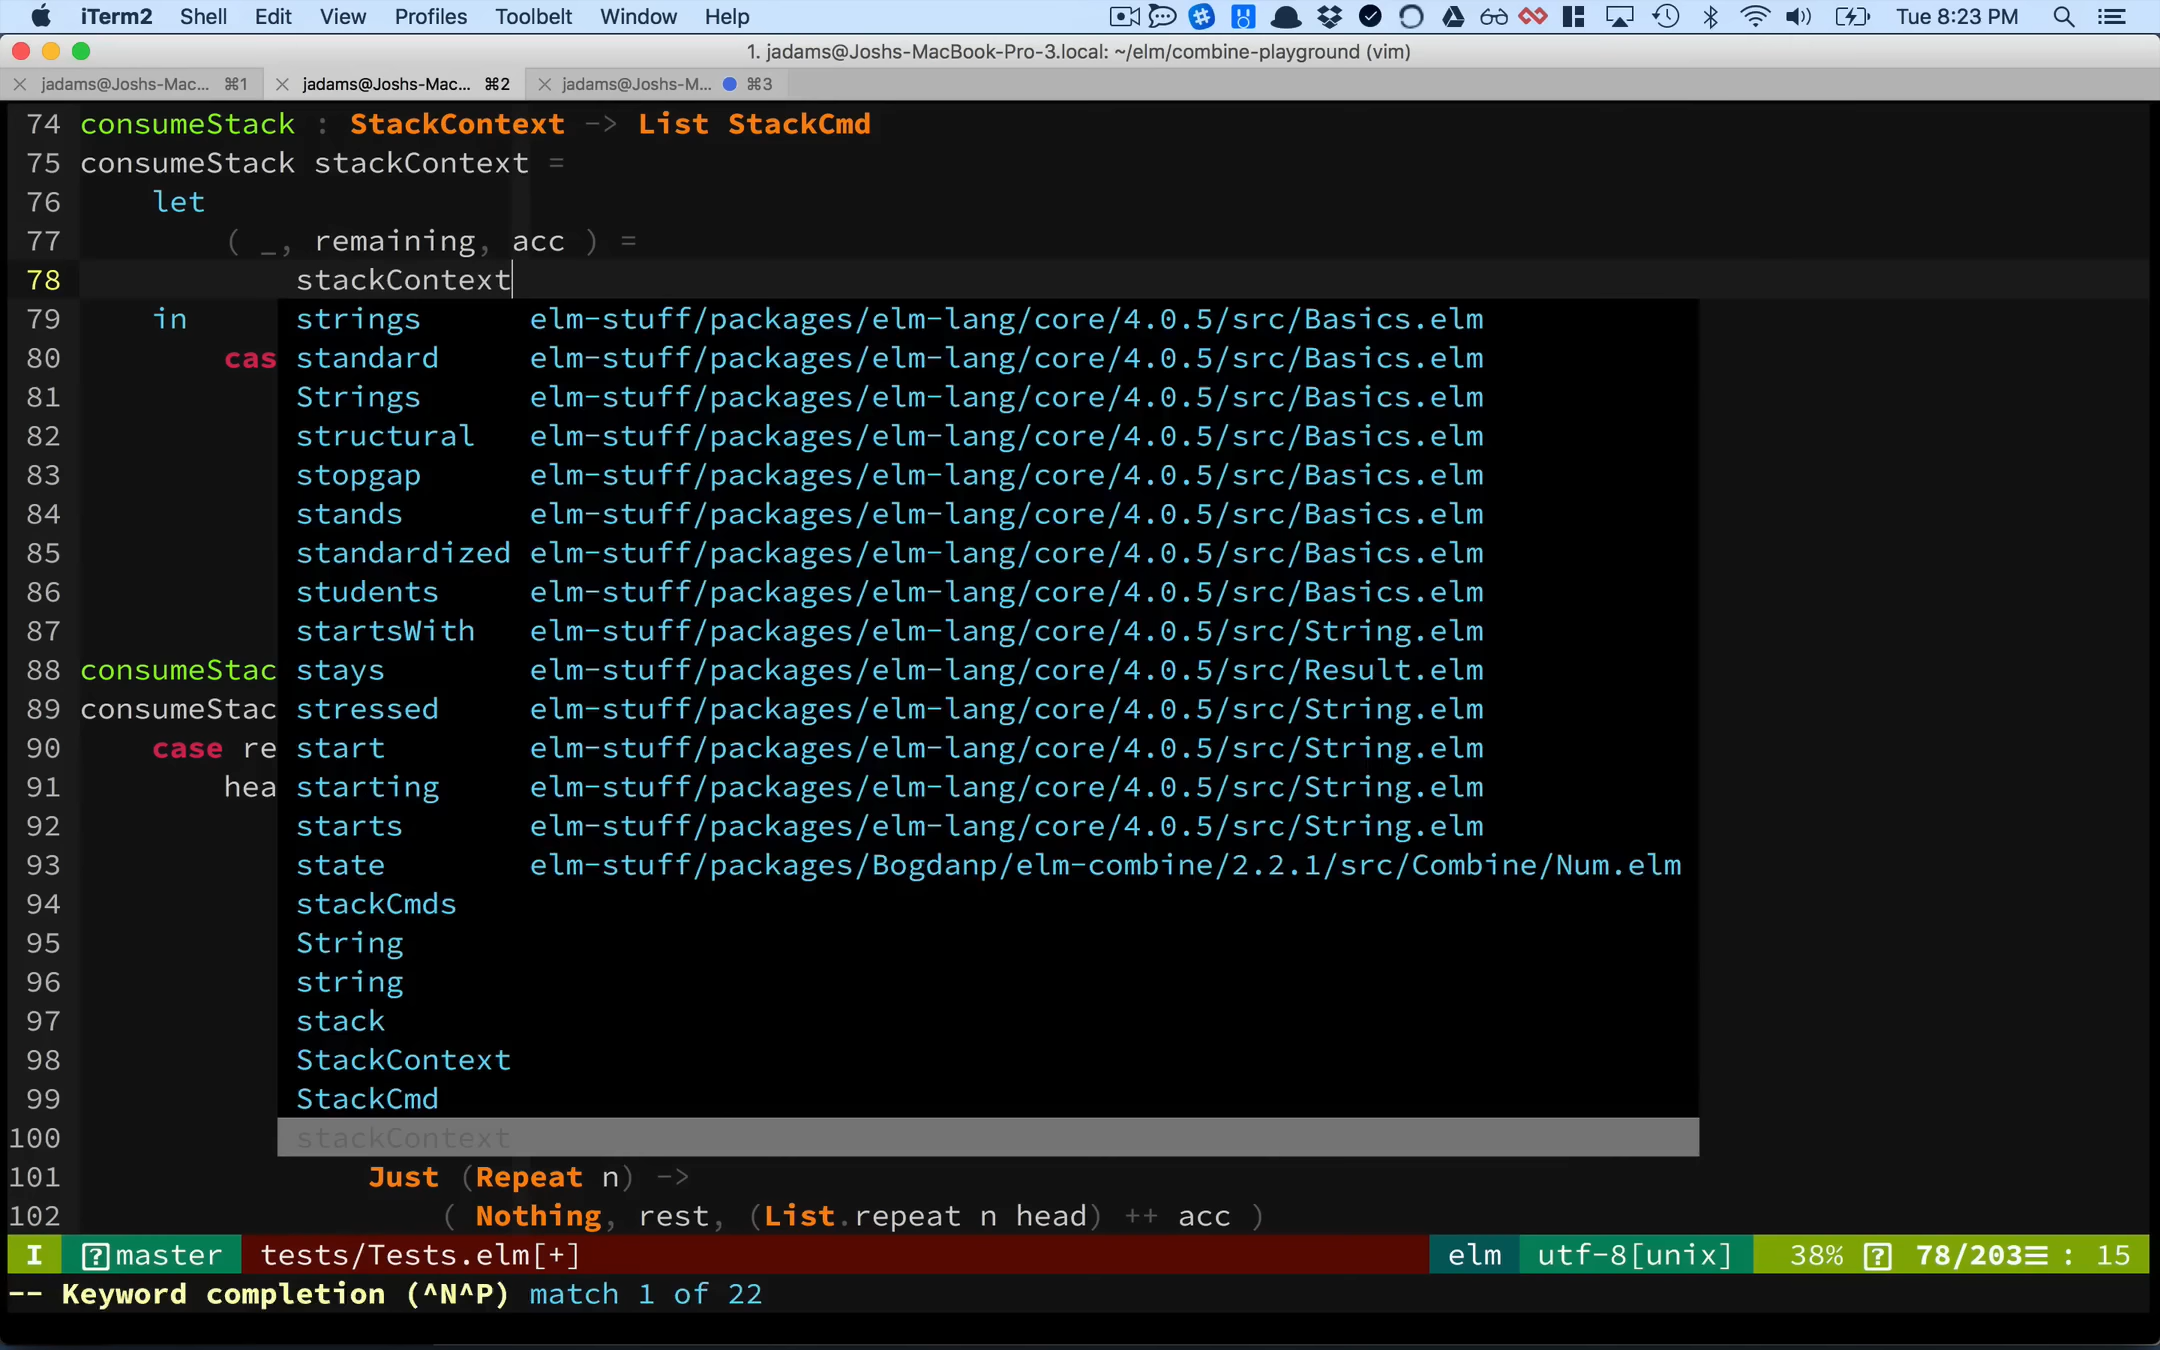 iTerm2 Shell Edit View Profiles Toolbelt Window Help Tue 8:23 PM
1. jadams@Joshs-MacBook-Pro-3.local: ~/elm/combine-playground (vim)
jadams@Joshs-Mac... ⌘1 jadams@Joshs-Mac... ⌘2 jadams@Joshs-M... ⌘3
74 consumeStack : StackContext -> List StackCmd
75 consumeStack stackContext =
76 let
77 ( _, remaining, acc ) =
78 stackContext
79 in strings elm-stuff/packages/elm-lang/core/4.0.5/src/Basics.elm
80 cas standard elm-stuff/packages/elm-lang/core/4.0.5/src/Basics.elm
81 Strings elm-stuff/packages/elm-lang/core/4.0.5/src/Basics.elm
82 structural elm-stuff/packages/elm-lang/core/4.0.5/src/Basics.elm
83 stopgap elm-stuff/packages/elm-lang/core/4.0.5/src/Basics.elm
84 stands elm-stuff/packages/elm-lang/core/4.0.5/src/Basics.elm
85 standardized elm-stuff/packages/elm-lang/core/4.0.5/src/Basics.elm
86 students elm-stuff/packages/elm-lang/core/4.0.5/src/Basics.elm
87 startsWith elm-stuff/packages/elm-lang/core/4.0.5/src/String.elm
88 consumeStac stays elm-stuff/packages/elm-lang/core/4.0.5/src/Result.elm
89 consumeStac stressed elm-stuff/packages/elm-lang/core/4.0.5/src/String.elm
90 case re start elm-stuff/packages/elm-lang/core/4.0.5/src/String.elm
91 hea starting elm-stuff/packages/elm-lang/core/4.0.5/src/String.elm
92 starts elm-stuff/packages/elm-lang/core/4.0.5/src/String.elm
93 state elm-stuff/packages/Bogdanp/elm-combine/2.2.1/src/Combine/Num.elm
94 stackCmds
95 String
96 string
97 stack
98 StackContext
99 StackCmd
100 stackContext
101 Just (Repeat n) ->
102 ( Nothing, rest, (List.repeat n head) ++ acc )
I [?]master tests/Tests.elm[+] elm utf-8[unix] 38% [?] 78/203≡ : 15
-- Keyword completion (^N^P) match 1 of 22